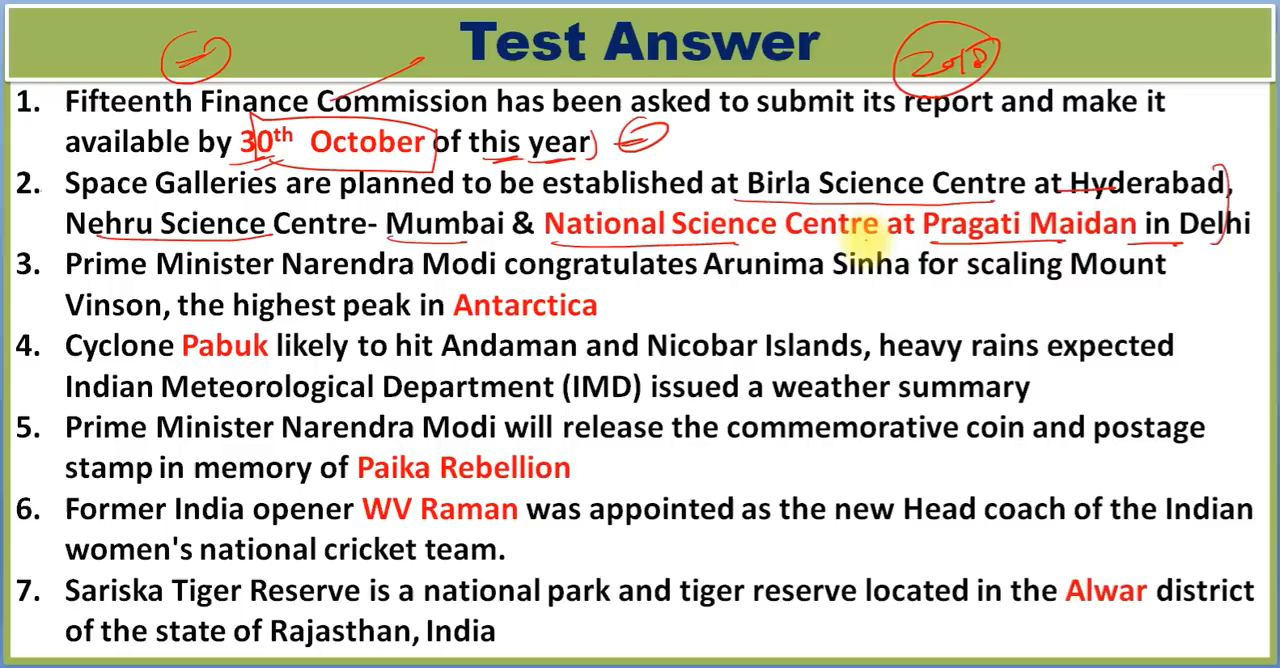 Test Answer
2018
1. Fifteenth Finance Commission has been asked to submit its report and make it
available by 30th October of this year
2. Space Galleries are planned to be established at Birla Science Centre at Hyderabad,
Nehru Science Centre- Mumbai & National Science Centre at Pragati Maidan in Delhi
3. Prime Minister Narendra Modi congratulates Arunima Sinha for scaling Mount
Vinson, the highest peak in Antarctica
4. Cyclone Pabuk likely to hit Andaman and Nicobar Islands, heavy rains expected
Indian Meteorological Department (IMD) issued a weather summary
5. Prime Minister Narendra Modi will release the commemorative coin and postage
stamp in memory of Paika Rebellion
6. Former India opener WV Raman was appointed as the new Head coach of the Indian
women's national cricket team.
7. Sariska Tiger Reserve is a national park and tiger reserve located in the Alwar district
of the state of Rajasthan, India